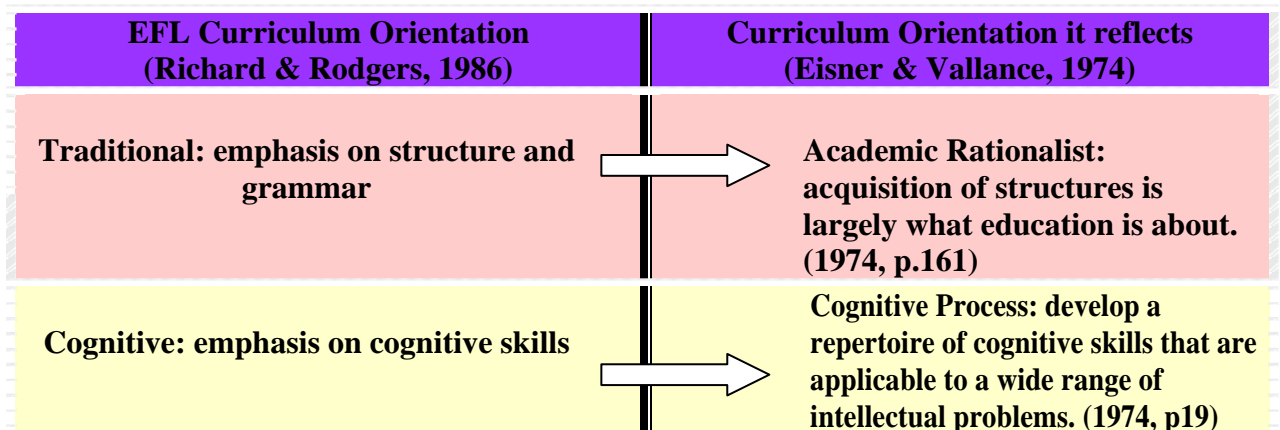 EFL Curriculum Orientation
(Richard & Rodgers, 1986)
Curriculum Orientation it reflects
(Eisner & Vallance, 1974)
Traditional: emphasis on structure and
grammar
Academic Rationalist:
acquisition of structures is
largely what education is about.
(1974, p.161)
Cognitive: emphasis on cognitive skills
Cognitive Process: develop a
repertoire of cognitive skills that are
applicable to a wide range of
intellectual problems. (1974, p19)